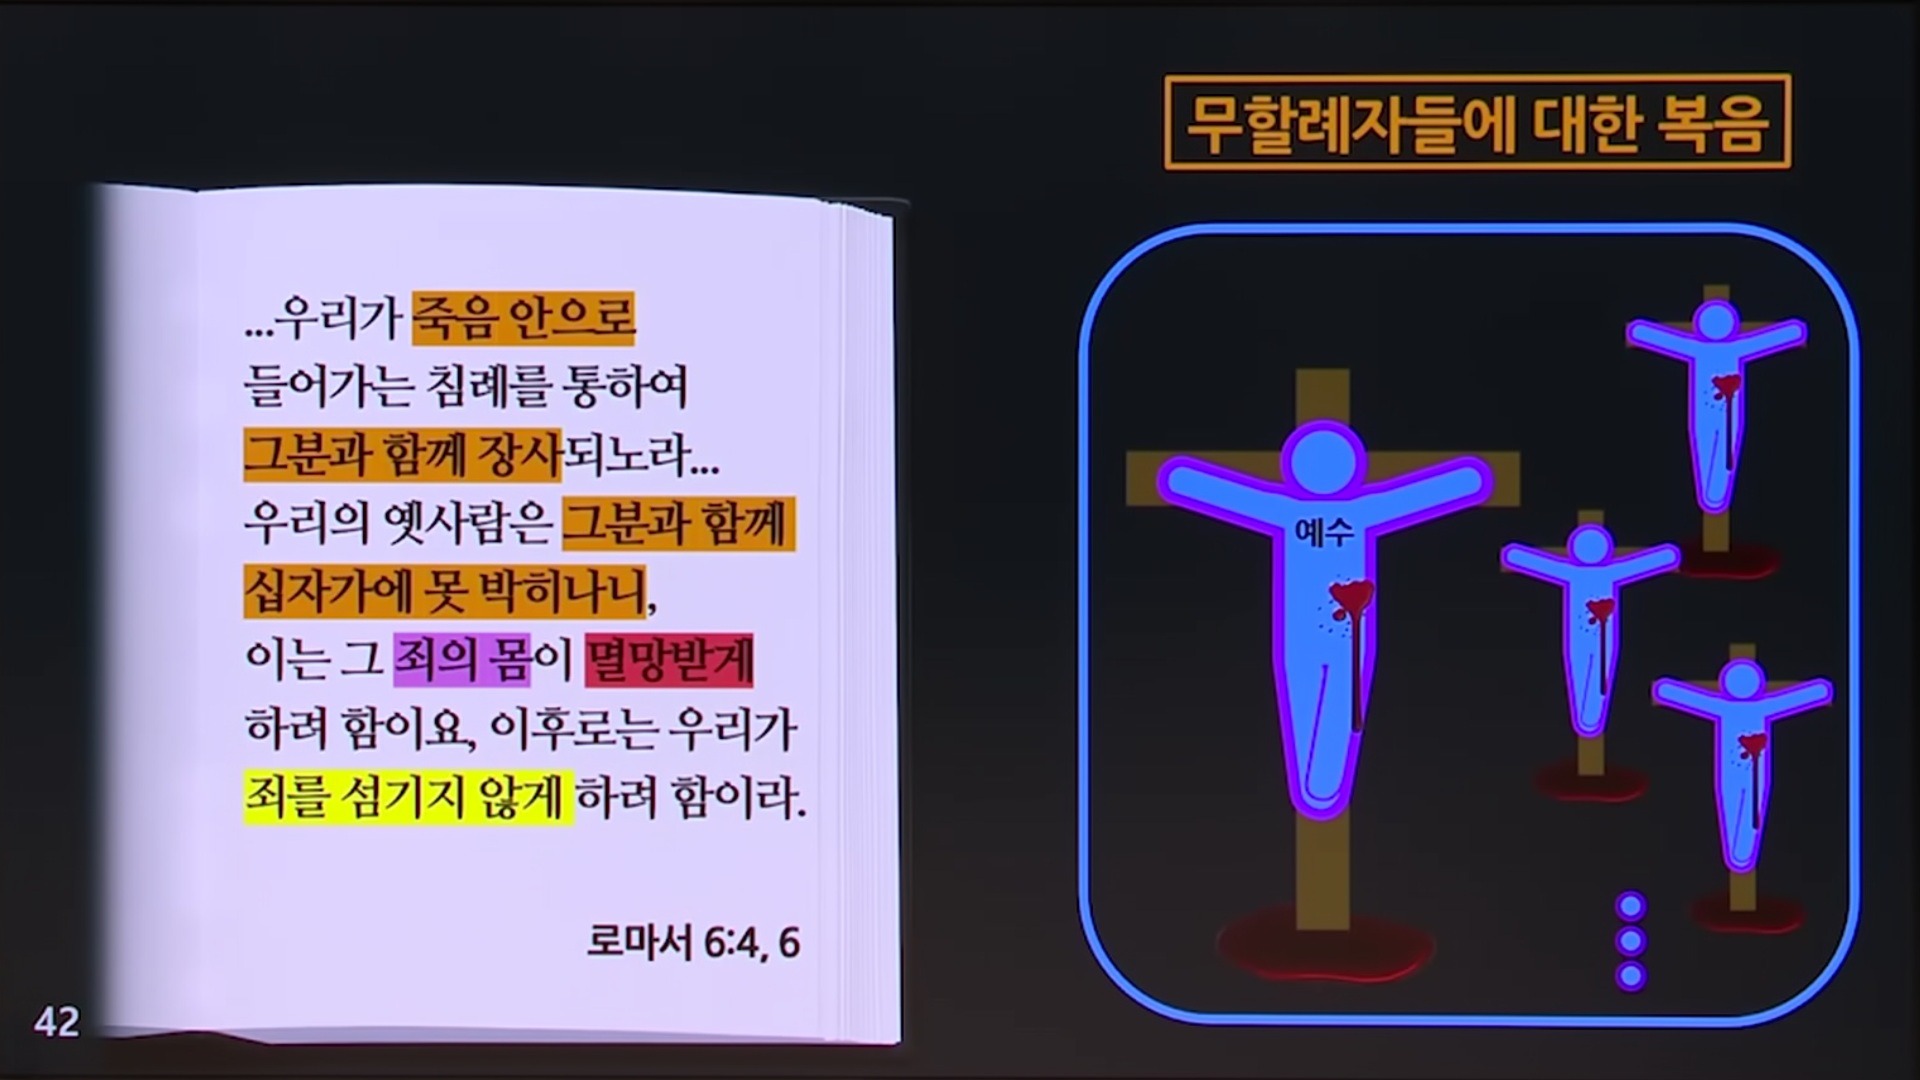 무할례자들에 대한 복음
...우리가 죽음 안으로
들어가는 침례를 통하여
그분과 함께 장사되노라...
우리의 옛사람은 그분과 함께
십자가에 못 박히나니,
이는 그 죄의 몸이 멸망받게
하려 함이요, 이후로는 우리가
죄를 섬기지 않게 하려 함이라.
로마서 6:4, 6
예수
42